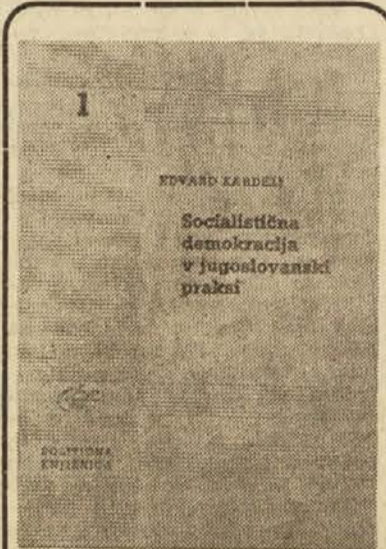 1
EDVARD KARDELJ
Socialistična
demokracija
v jugoslovanski
praksi
POLITIČNA
KNJIŽNICA